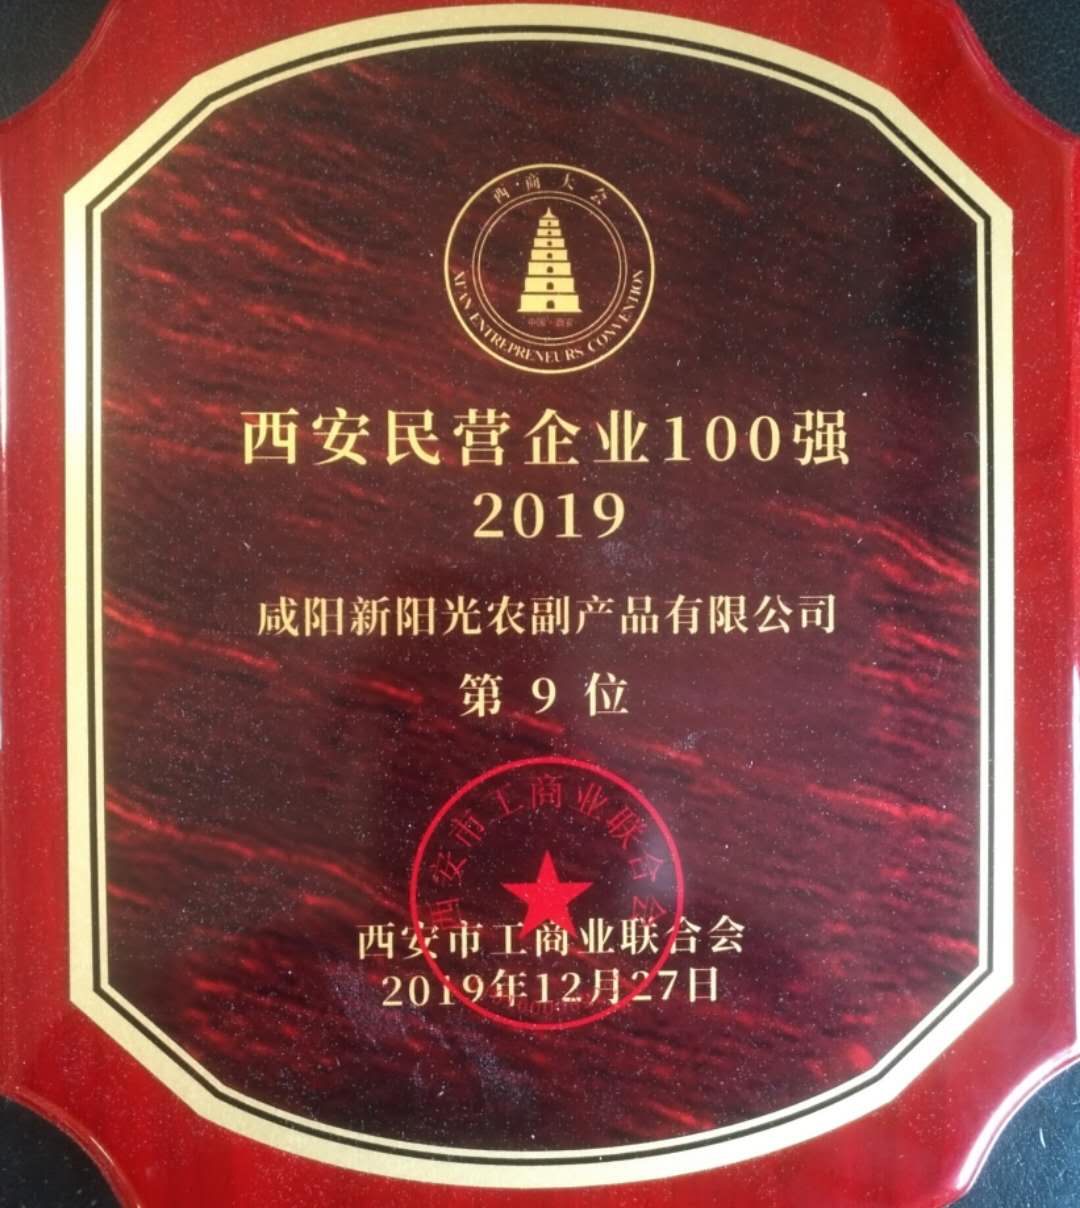 西·商大会
中国·西安
XI'AN ENTREPRENEURS CONVENTION
西安民营企业100强
2019
咸阳新阳光农副产品有限公司
第 9 位
西安市工商业联合会
西安市工商业联合会
2019年12月27日